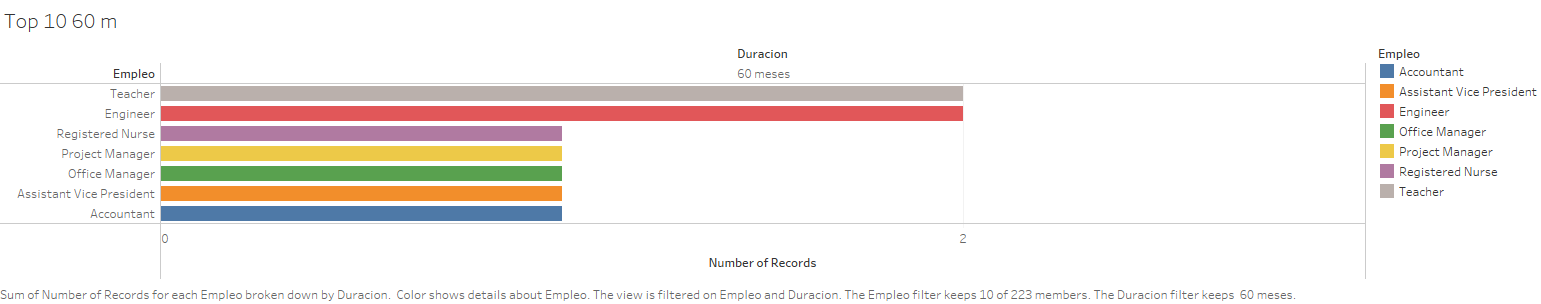 Top 10 60 m
Duracion
Empleo
60 meses
Teacher
Engineer
Registered Nurse
Project Manager
Office Manager
Assistant Vice President
Accountant
0 2
Number of Records
Empleo
Accountant
Assistant Vice President
Engineer
Office Manager
Project Manager
Registered Nurse
Teacher
Sum of Number of Records for each Empleo broken down by Duracion. Color shows details about Empleo. The view is filtered on Empleo and Duracion. The Empleo filter keeps 10 of 223 members. The Duracion filter keeps 60 meses.